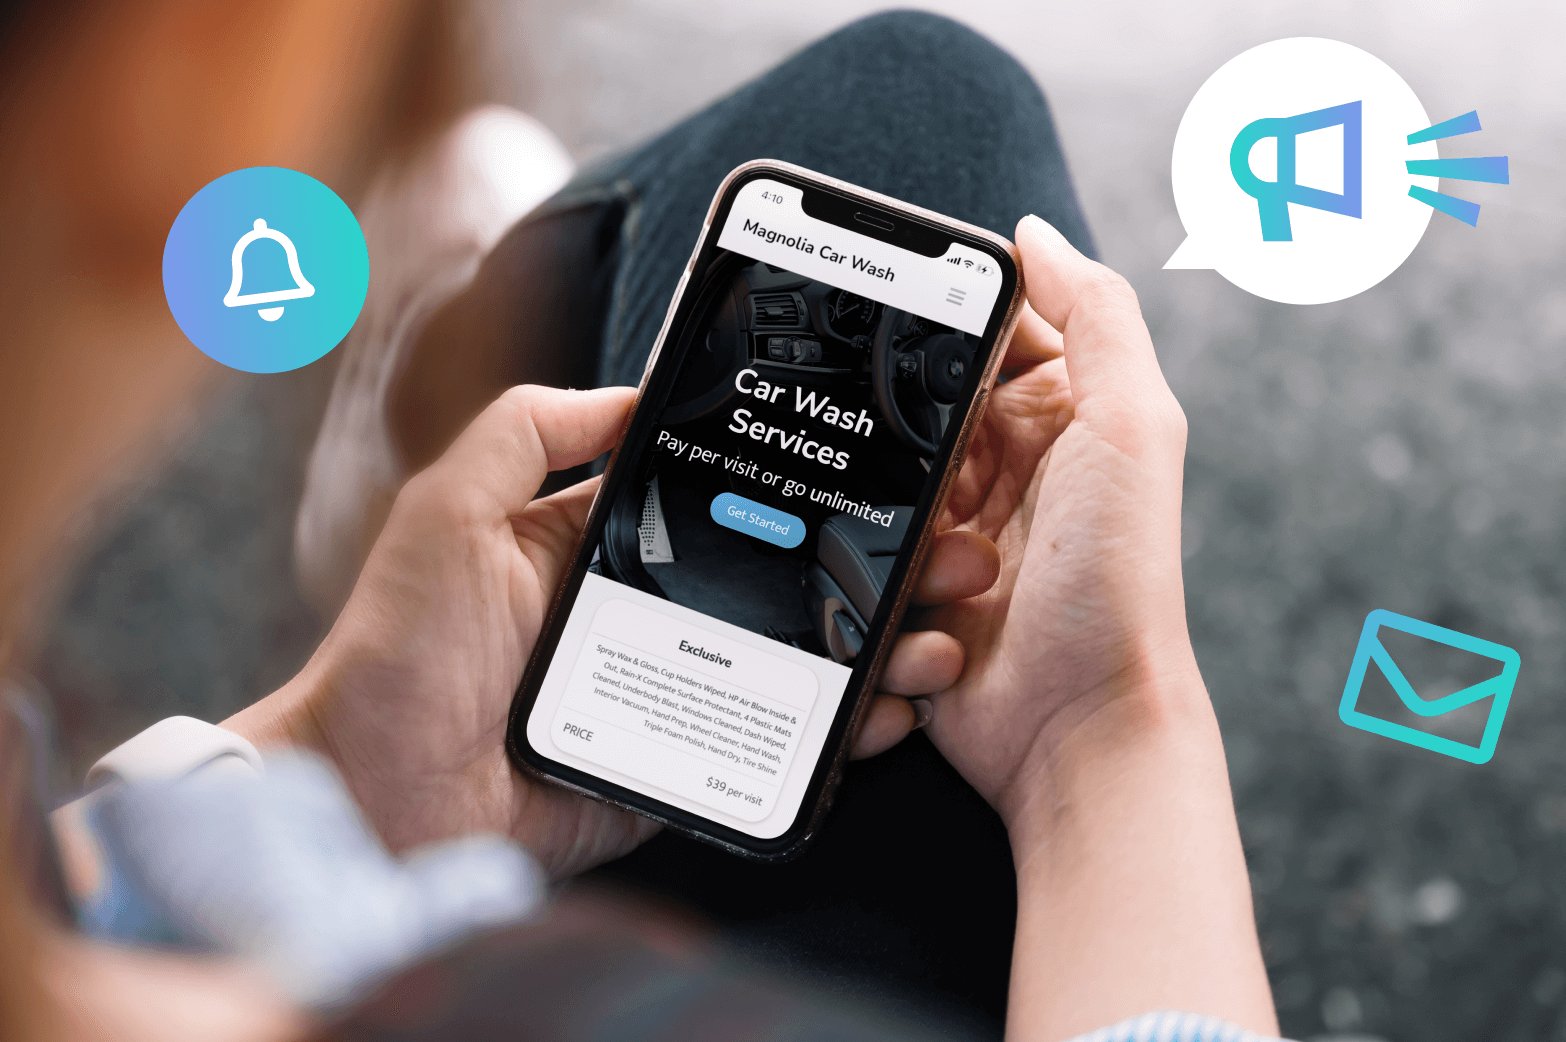 4:10
Magnolia Car Wash
Car Wash
Services
Pay per visit or go unlimited
Get Started
Exclusive
Spray Wax & Gloss, Cup Holders Wiped, HP Air Blow Inside &
Out, Rain-X Complete Surface Protectant, 4 Plastic Mats
Cleaned, Underbody Blast, Windows Cleaned, Dash Wiped,
Interior Vacuum, Hand Prep, Wheel Cleaner, Hand Wash,
Triple Foam Polish, Hand Dry, Tire Shine
PRICE
$39 per visit